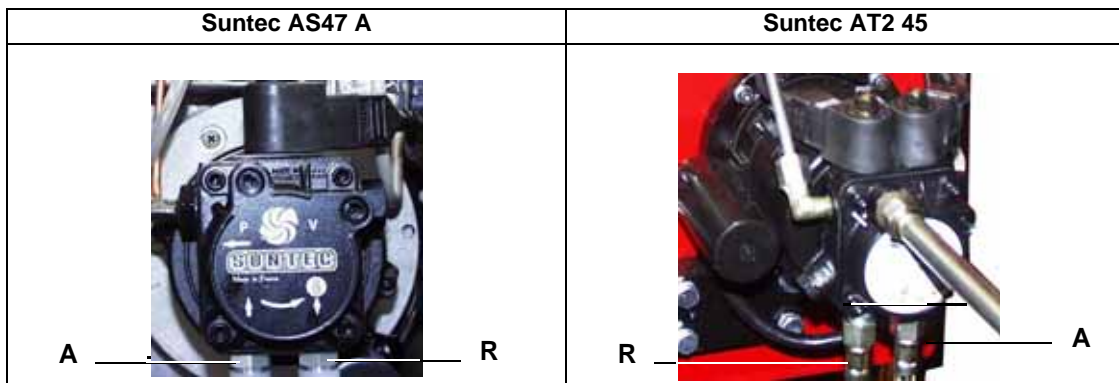 Suntec AS47 A
Suntec AT2 45
P V
SUNTEC
Made in France
A
R
R
A